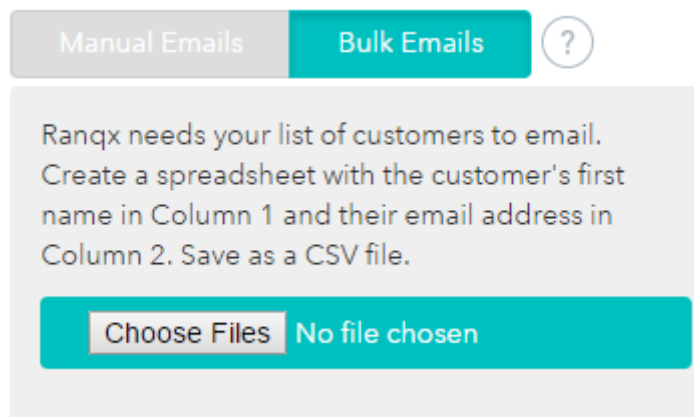 Manual Emails Bulk Emails ?
Ranqx needs your list of customers to email.
Create a spreadsheet with the customer's first
name in Column 1 and their email address in
Column 2. Save as a CSV file.
Choose Files No file chosen